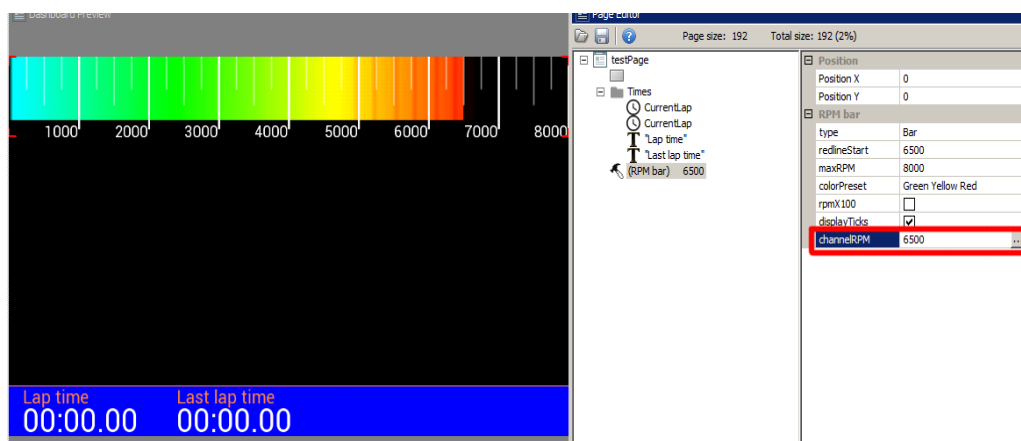 Dashboard Preview
1000 2000 3000 4000 5000 6000 7000 8000
Lap time Last lap time
00:00.00 00:00.00
Page Editor
Page size: 192 Total size: 192 (2%)
testPage
Times
CurrentLap
CurrentLap
"Lap time"
"Last lap time"
(RPM bar) 6500
Position
Position X 0
Position Y 0
RPM bar
type Bar
redlineStart 6500
maxRPM 8000
colorPreset Green Yellow Red
rpmX100
displayTicks
channelRPM 6500 ..